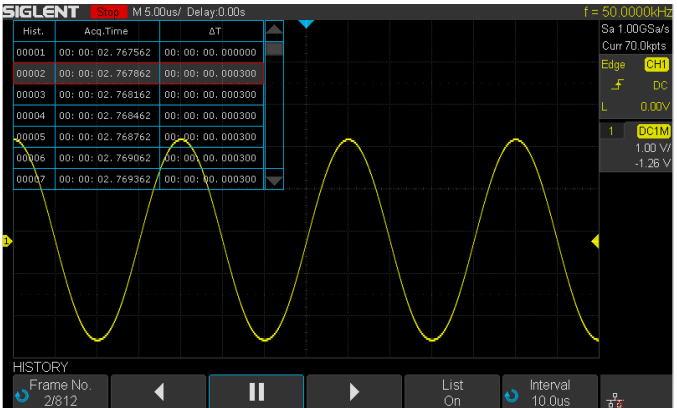 SIGLENT Stop M 5.00us/ Delay:0.00s f = 50.0000kHz
Sa 1.00GSa/s
Curr 70.0kpts
Edge CH1
DC
L 0.00V
1 DC1M
1.00 V/
-1.26 V
Hist. Acq.Time ΔT
00001 00: 00: 02. 767562 00: 00: 00. 000000
00002 00: 00: 02. 767862 00: 00: 00. 000300
00003 00: 00: 02. 768162 00: 00: 00. 000300
00004 00: 00: 02. 768462 00: 00: 00. 000300
00005 00: 00: 02. 768762 00: 00: 00. 000300
00006 00: 00: 02. 769062 00: 00: 00. 000300
00007 00: 00: 02. 769362 00: 00: 00. 000300
1
HISTORY
Frame No.
2/812
List
On
Interval
10.0us